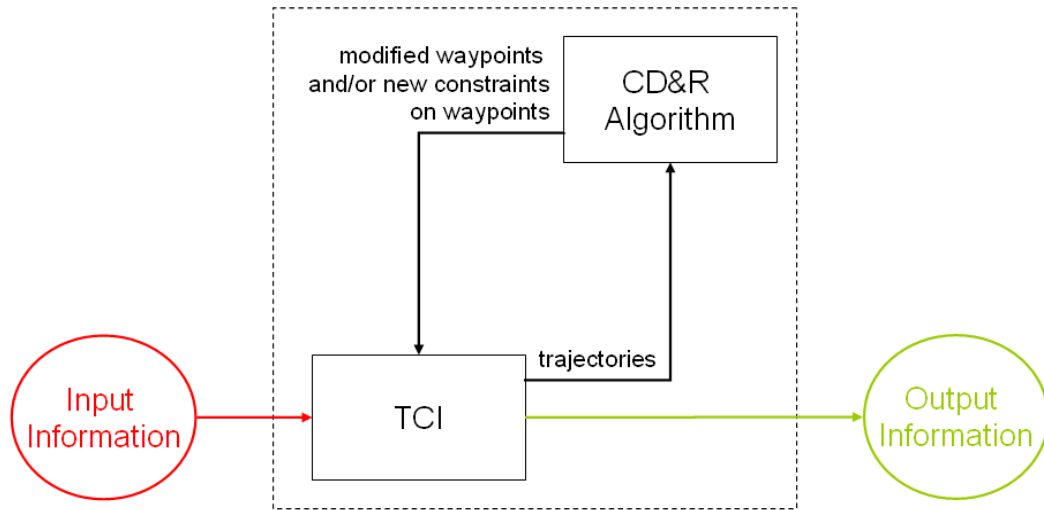 modified waypoints
and/or new constraints
on waypoints
CD&R
Algorithm
trajectories
Input
Information
TCI
Output
Information